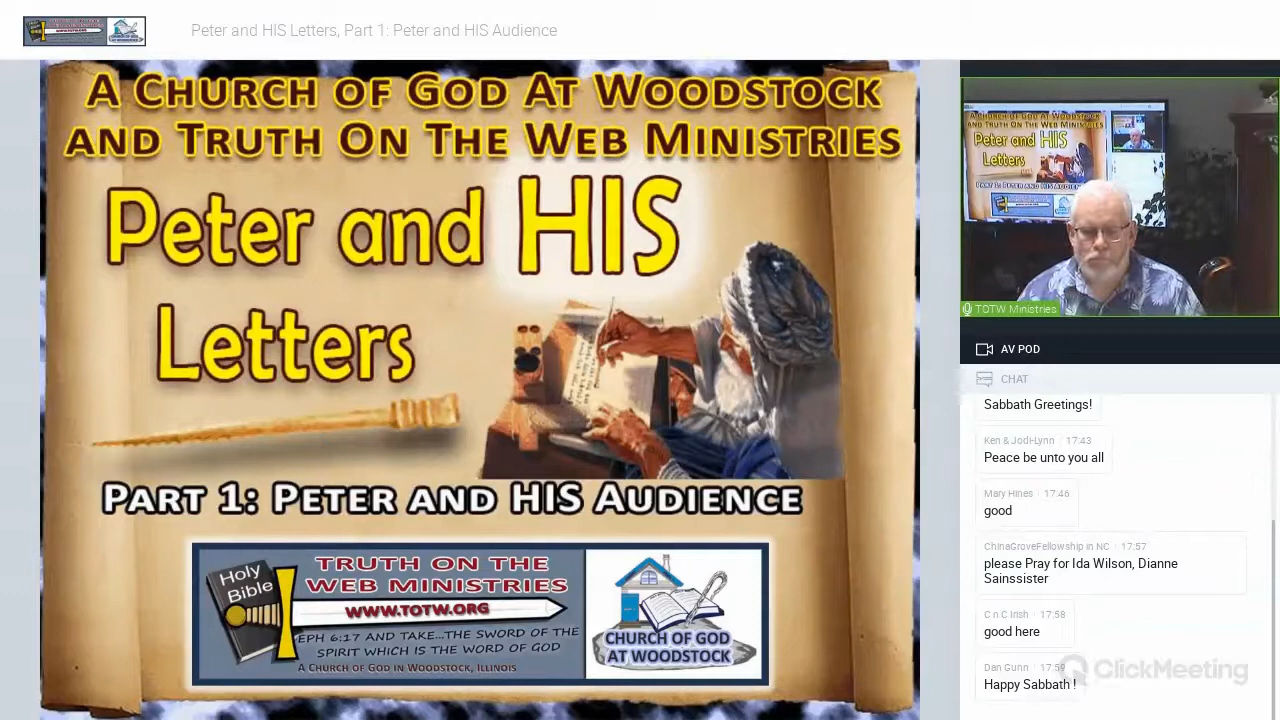 Peter and HIS Letters, Part 1: Peter and HIS Audience
A Church of God At Woodstock
and Truth On The Web Ministries
Peter and HIS
Letters
Part 1: Peter and HIS Audience
Holy
Bible
TRUTH ON THE
WEB MINISTRIES
WWW.TOTW.ORG
EPH 6:17 AND TAKE...THE SWORD OF THE
SPIRIT WHICH IS THE WORD OF GOD
A Church of God in Woodstock, Illinois
CHURCH OF GOD
AT WOODSTOCK
TOTW Ministries
AV POD
CHAT
Sabbath Greetings!
Ken & Jodi-Lynn 17:43
Peace be unto you all
Mary Hines 17:46
good
ChinaGroveFellowship in NC 17:57
please Pray for Ida Wilson, Dianne
Sainssister
C n C Irish 17:58
good here
Dan Gunn 17:59
Happy Sabbath !
ClickMeeting